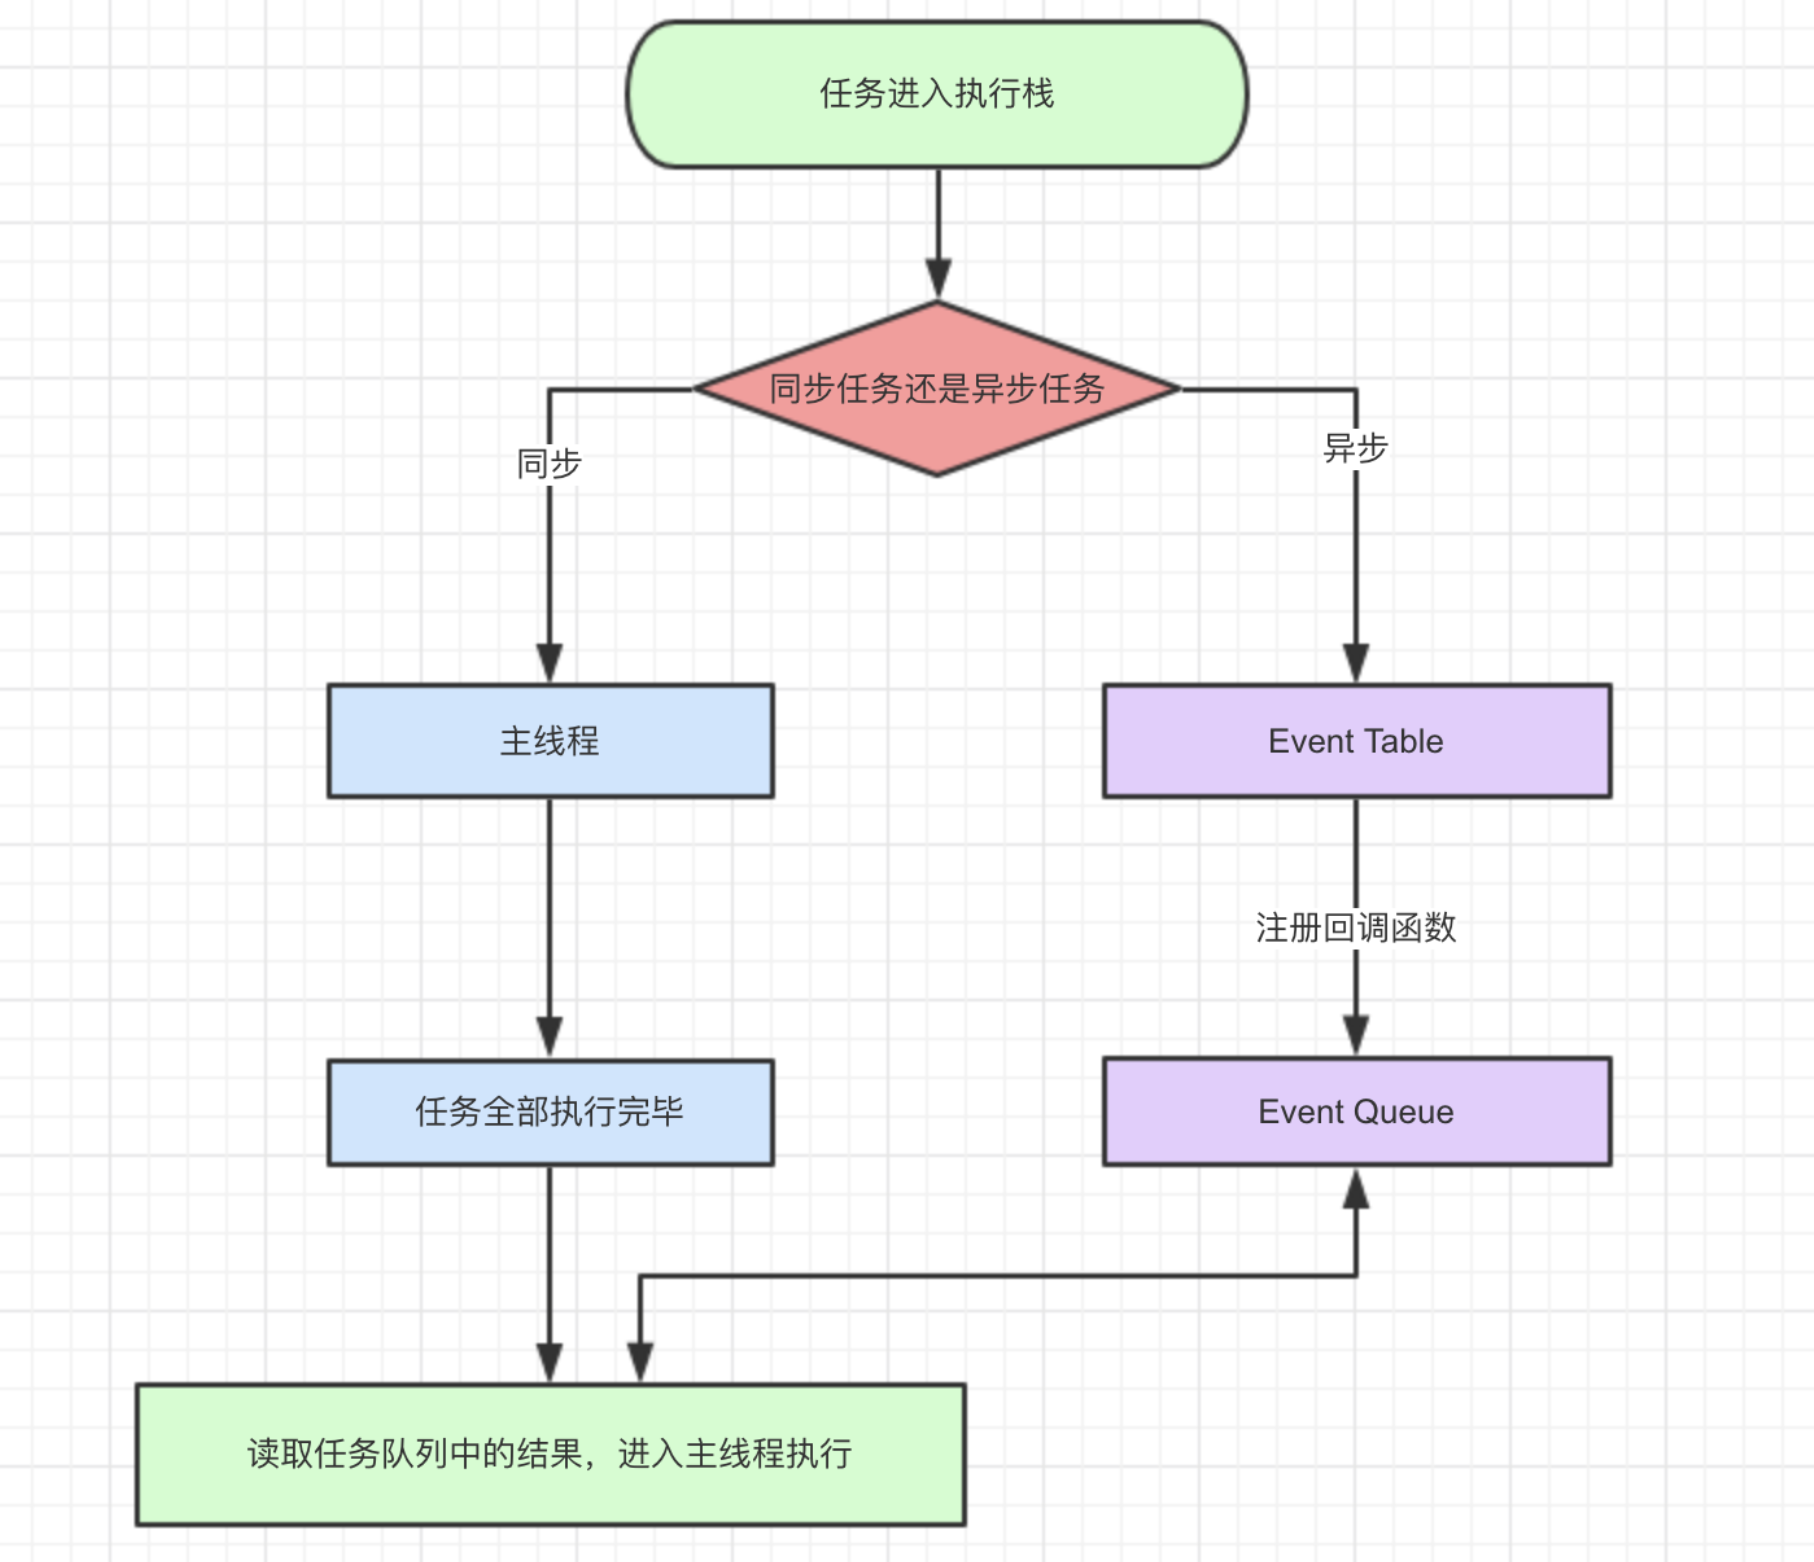 任务进入执行栈
同步任务还是异步任务
同步
异步
主线程
Event Table
注册回调函数
任务全部执行完毕
Event Queue
读取任务队列中的结果，进入主线程执行